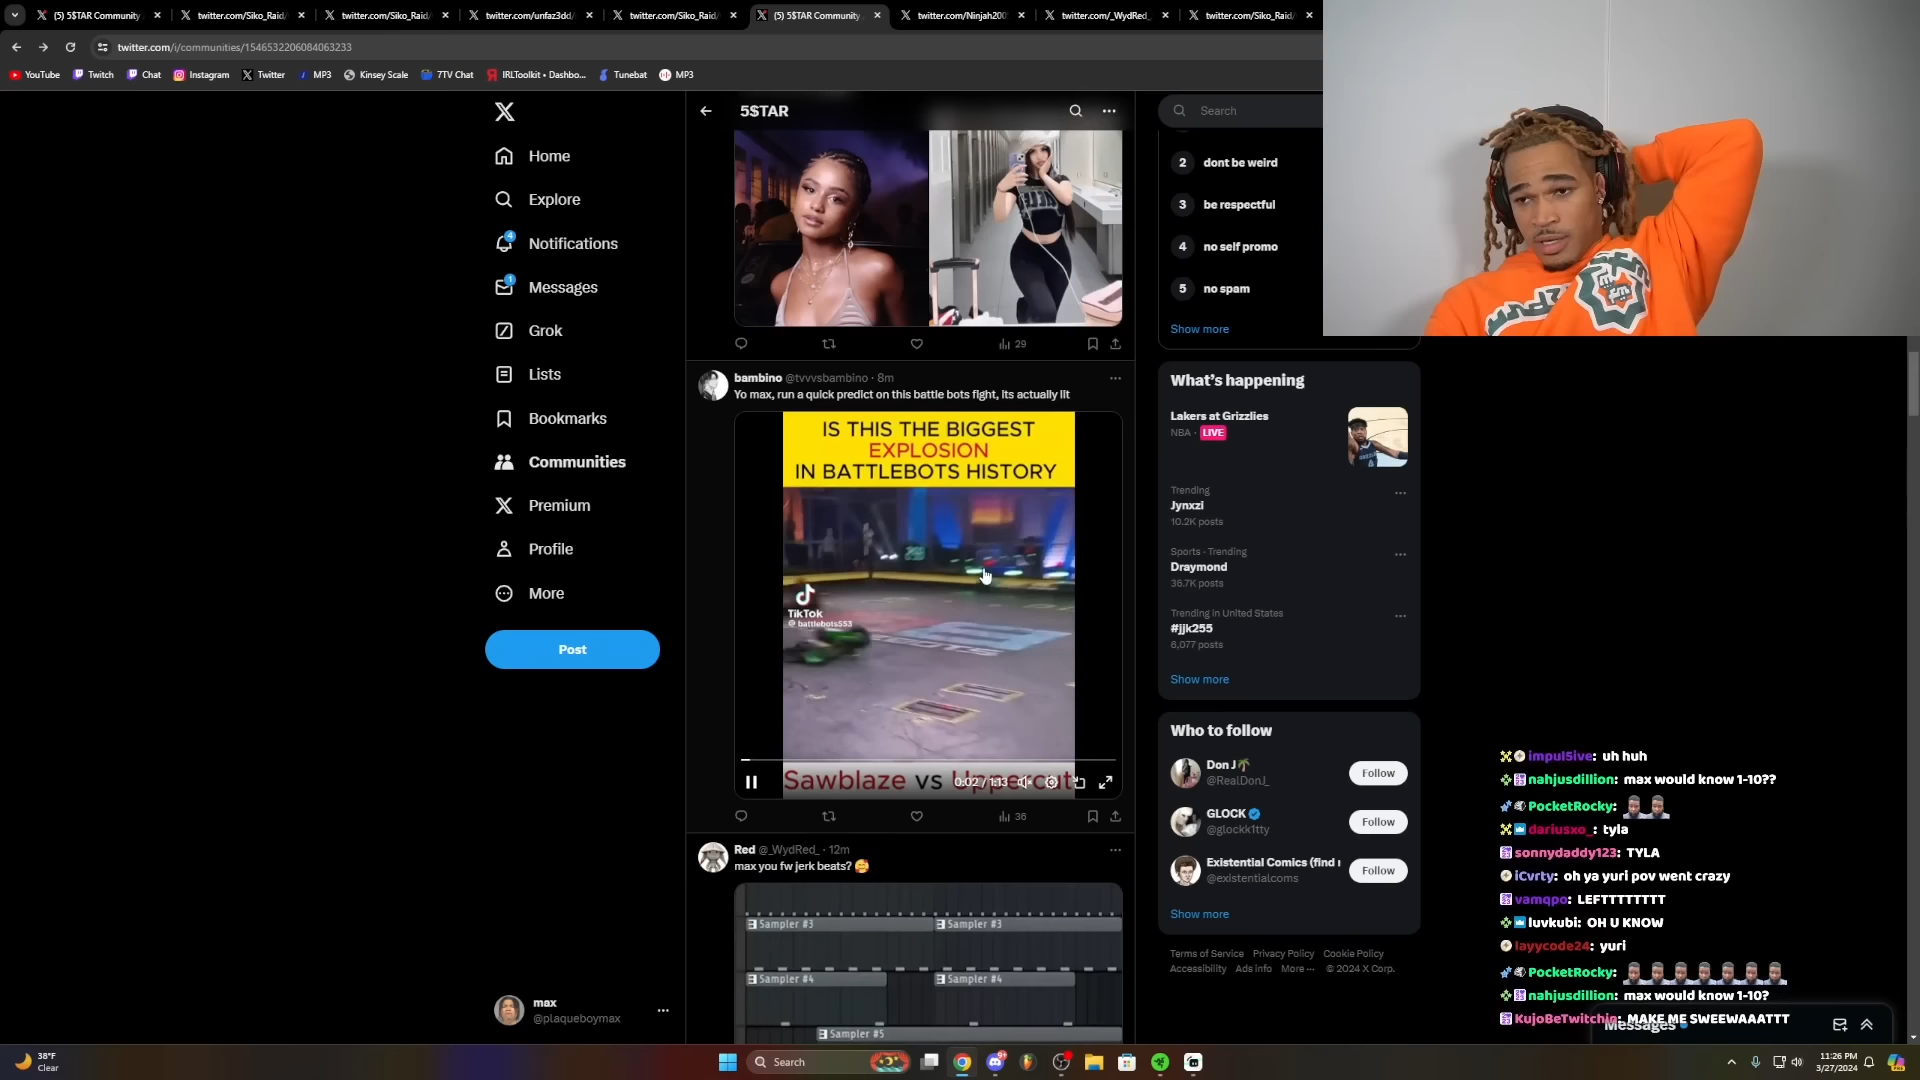 (5) 5$TAR Community
twitter.com/Siko_Raid/
twitter.com/Siko_Raid/
twitter.com/unfaz3dd/
twitter.com/Siko_Raid/
(5) 5$TAR Community
twitter.com/Ninjah200
twitter.com/_WydRed_
twitter.com/Siko_Raid/
twitter.com/i/communities/1546532206084063233
YouTube
Twitch
Chat
Instagram
Twitter
MP3
Kinsey Scale
7TV Chat
IRLToolkit • Dashbo...
Tunebat
MP3
Home
Explore
4
Notifications
1
Messages
Grok
Lists
Bookmarks
Communities
Premium
Profile
More
Post
max
@plaqueboymax
5$TAR
29
bambino @tvvvsbambino · 8m
Yo max, run a quick predict on this battle bots fight, its actually lit
IS THIS THE BIGGEST
EXPLOSION
IN BATTLEBOTS HISTORY
TikTok
@battlebots553
Sawblaze vs Uppercut
0:02 / 1:13
36
Red @_WydRed_ · 12m
max you fw jerk beats? 🥰
Sampler #3
Sampler #3
Sampler #4
Sampler #4
Sampler #5
Search
2 dont be weird
3 be respectful
4 no self promo
5 no spam
Show more
What's happening
Lakers at Grizzlies
NBA · LIVE
Trending
Jynxzi
10.2K posts
Sports · Trending
Draymond
36.7K posts
Trending in United States
#jjk255
6,077 posts
Show more
Who to follow
Don J🌴
@RealDonJ_
Follow
GLOCK
@glockk1tty
Follow
Existential Comics (find
@existentialcoms
Follow
Show more
Terms of Service Privacy Policy Cookie Policy
Accessibility Ads info More ··· © 2024 X Corp.
impul5ive: uh huh
nahjusdillion: max would know 1-10??
PocketRocky:
dariusxo_: tyla
sonnydaddy123: TYLA
iCvrty: oh ya yuri pov went crazy
vamqpo: LEFTTTTTTTT
luvkubi: OH U KNOW
layycode24: yuri
PocketRocky:
nahjusdillion: max would know 1-10?
KujoBeTwitchin: MAKE ME SWEEWAAATTT
Messages
38°F
Clear
Search
11:26 PM
3/27/2024